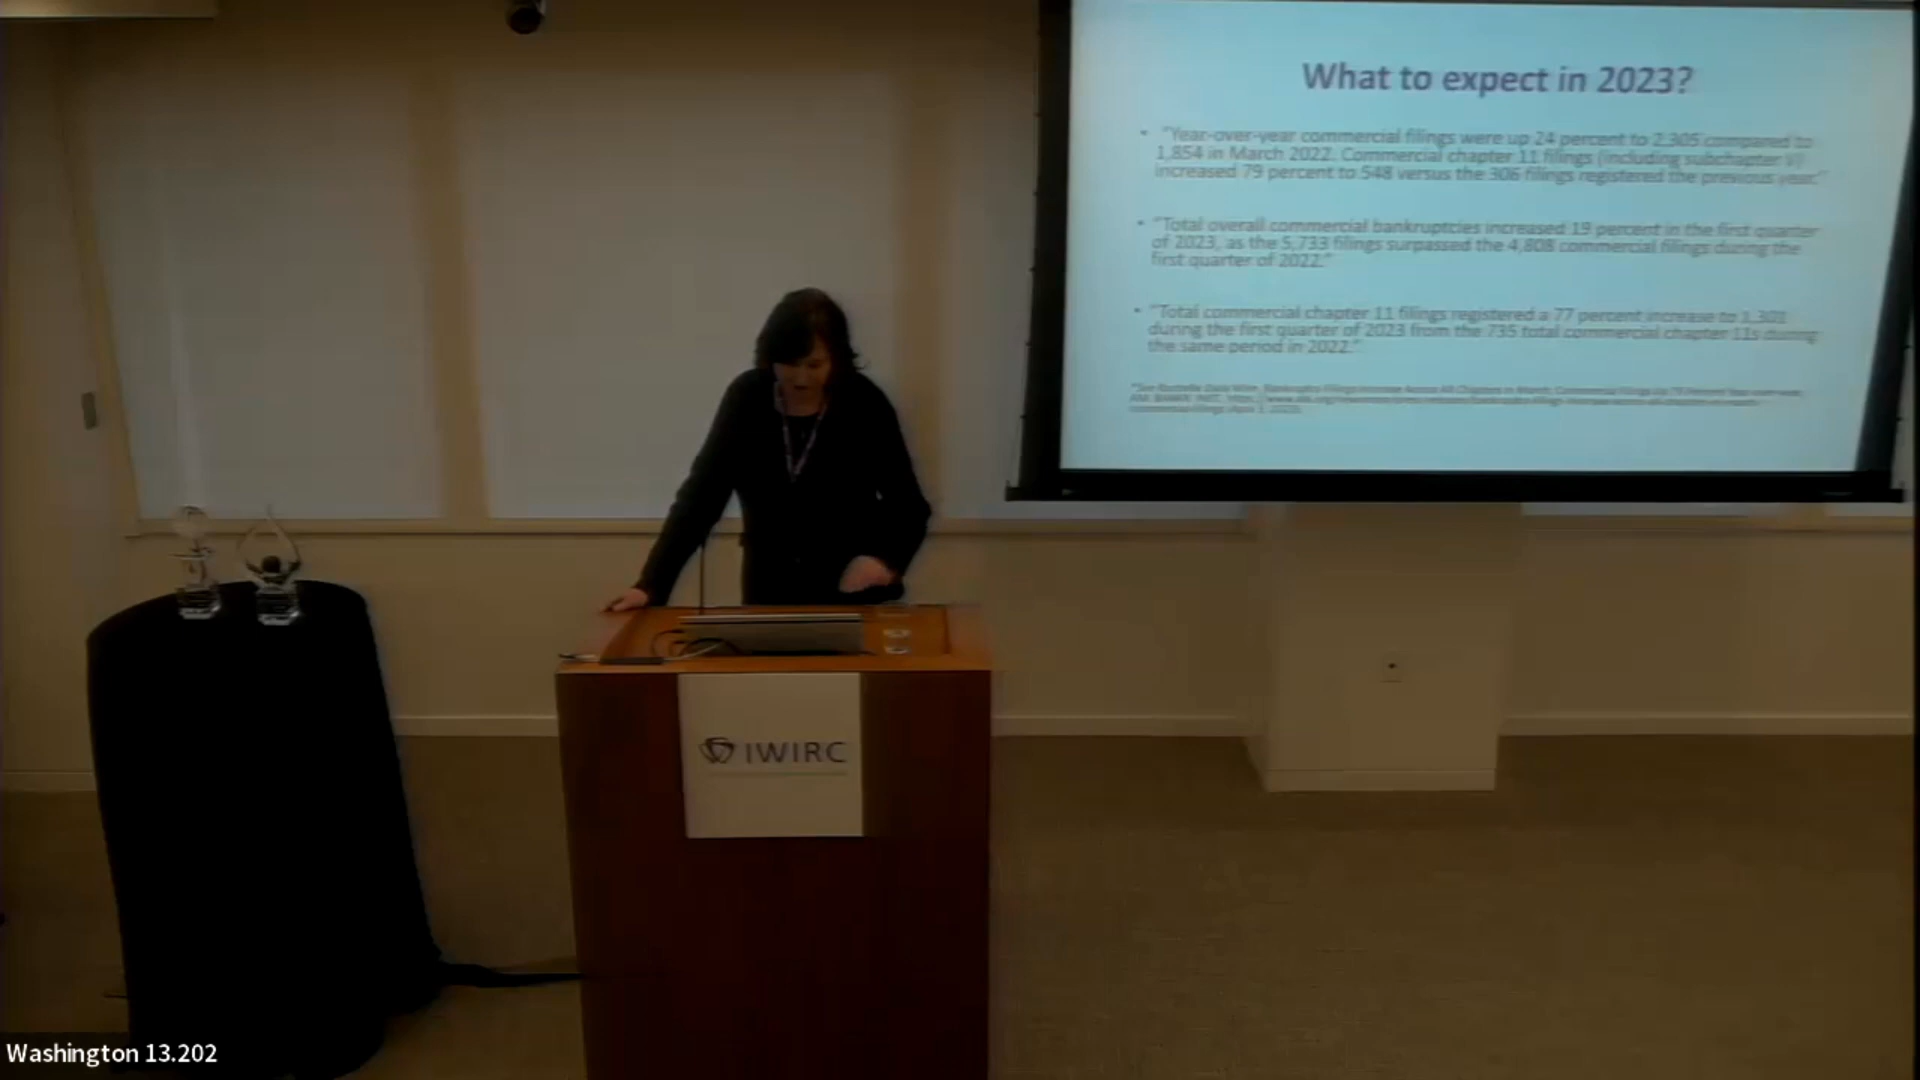 What to expect in 2023?
• "Year-over-year commercial filings were up 24 percent to 2,305 compared to
1,854 in March 2022. Commercial chapter 11 filings (including subchapter V)
increased 79 percent to 548 versus the 306 filings registered the previous year."
• "Total overall commercial bankruptcies increased 19 percent in the first quarter
of 2023, as the 5,733 filings surpassed the 4,808 commercial filings during the
first quarter of 2022."
• "Total commercial chapter 11 filings registered a 77 percent increase to 1,301
during the first quarter of 2023 from the 735 total commercial chapter 11s during
the same period in 2022."
IWIRC
Washington 13.202